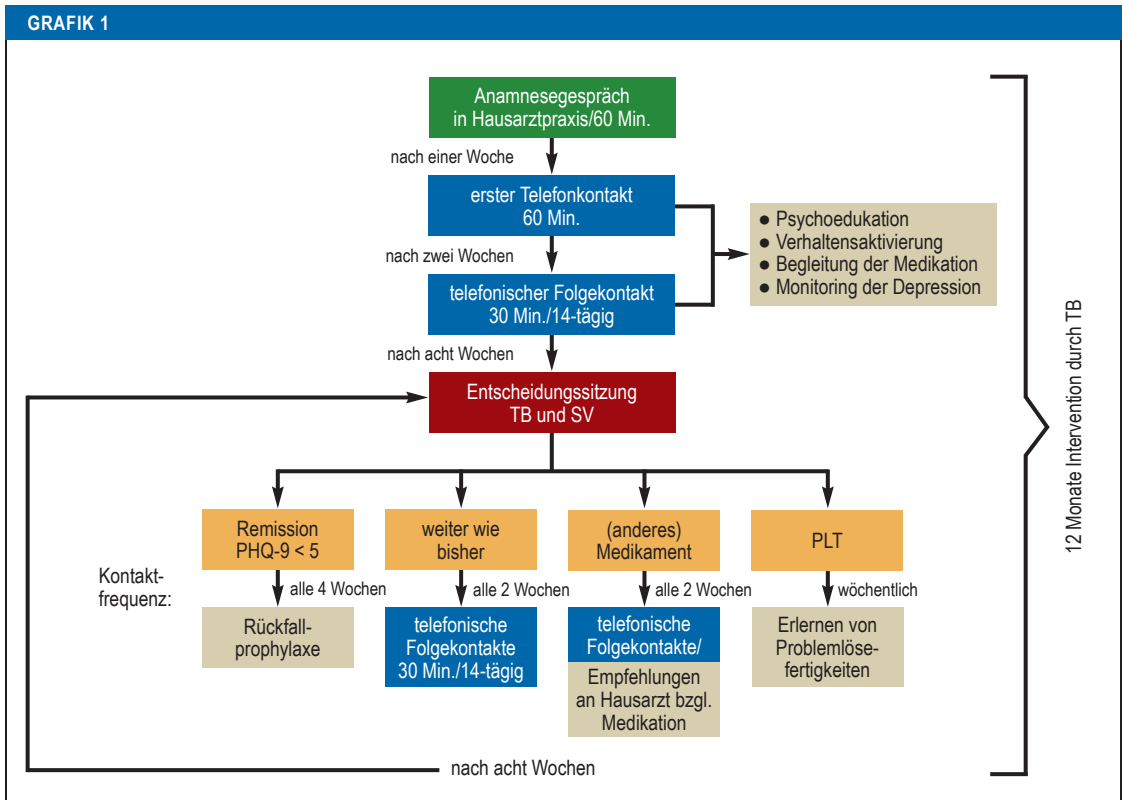 GRAFIK 1
Anamnesegespräch
in Hausarztpraxis/60 Min.
nach einer Woche
erster Telefonkontakt
60 Min.
● Psychoedukation
● Verhaltensaktivierung
● Begleitung der Medikation
● Monitoring der Depression
nach zwei Wochen
telefonischer Folgekontakt
30 Min./14-tägig
nach acht Wochen
Entscheidungssitzung
TB und SV
Remission
PHQ-9 < 5
weiter wie
bisher
(anderes)
Medikament
PLT
Kontakt-
frequenz:
alle 4 Wochen
alle 2 Wochen
alle 2 Wochen
wöchentlich
Rückfall-
prophylaxe
telefonische
Folgekontakte
30 Min./14-tägig
telefonische
Folgekontakte/
Empfehlungen
an Hausarzt bzgl.
Medikation
Erlernen von
Problemlöse-
fertigkeiten
nach acht Wochen
12 Monate Intervention durch TB